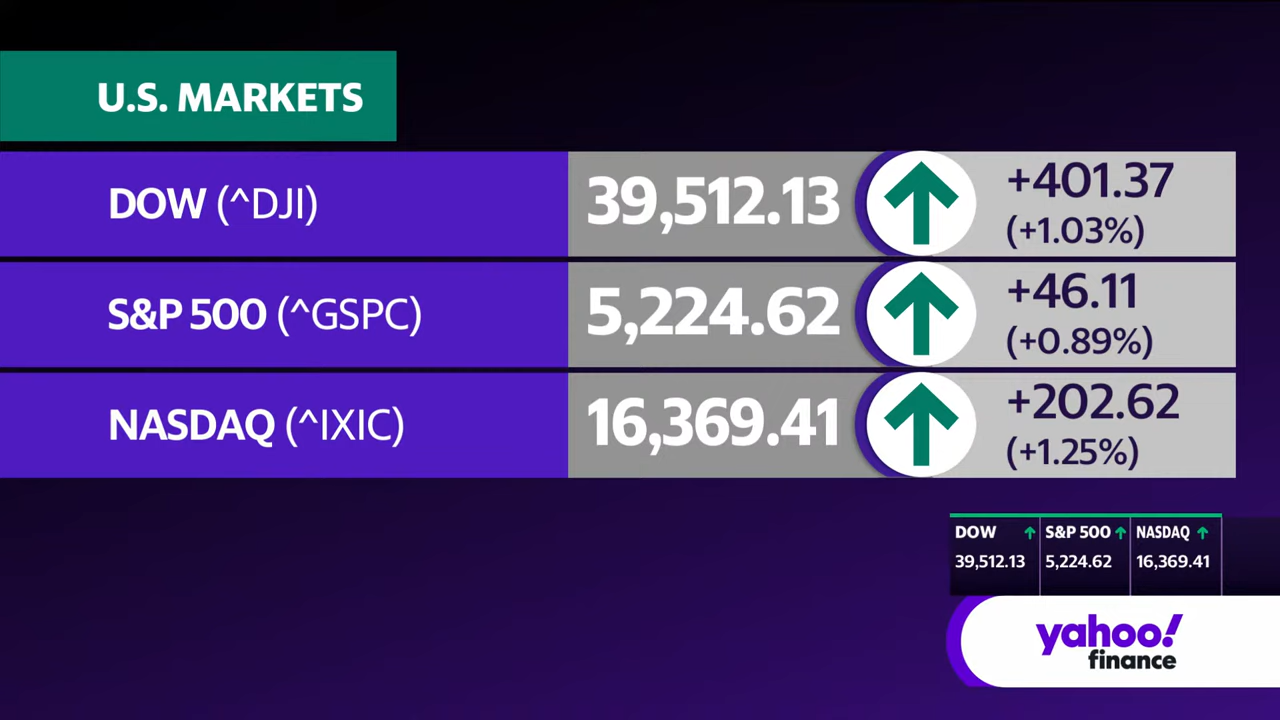 U.S. MARKETS
DOW (^DJI) 39,512.13 +401.37
(+1.03%)
S&P 500 (^GSPC) 5,224.62 +46.11
(+0.89%)
NASDAQ (^IXIC) 16,369.41 +202.62
(+1.25%)
DOW S&P 500 NASDAQ
39,512.13 5,224.62 16,369.41
yahoo!
finance